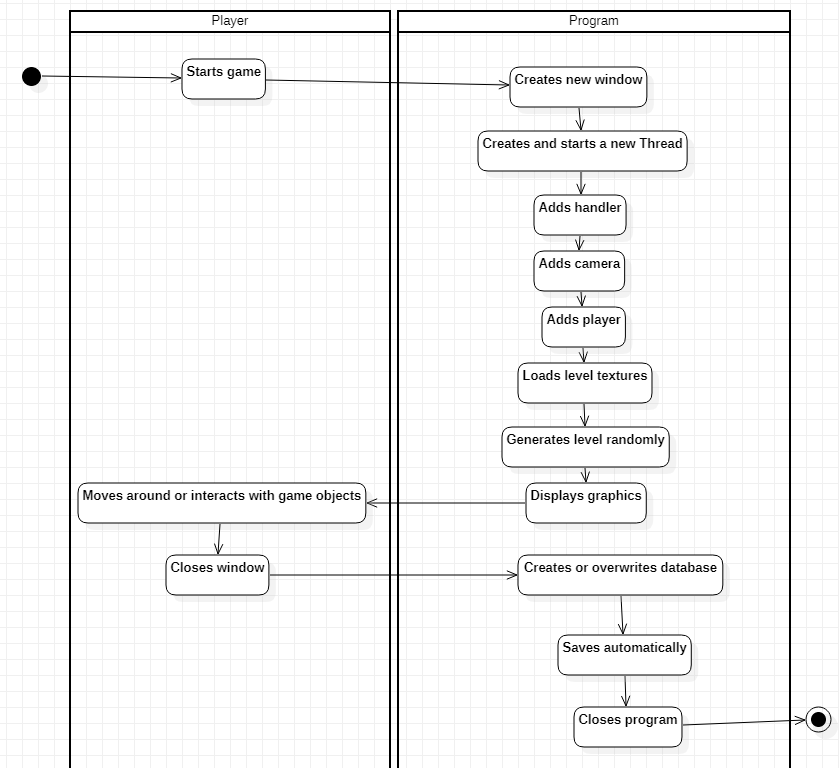 Player
Program
Starts game
Creates new window
Creates and starts a new Thread
Adds handler
Adds camera
Adds player
Loads level textures
Generates level randomly
Displays graphics
Moves around or interacts with game objects
Closes window
Creates or overwrites database
Saves automatically
Closes program